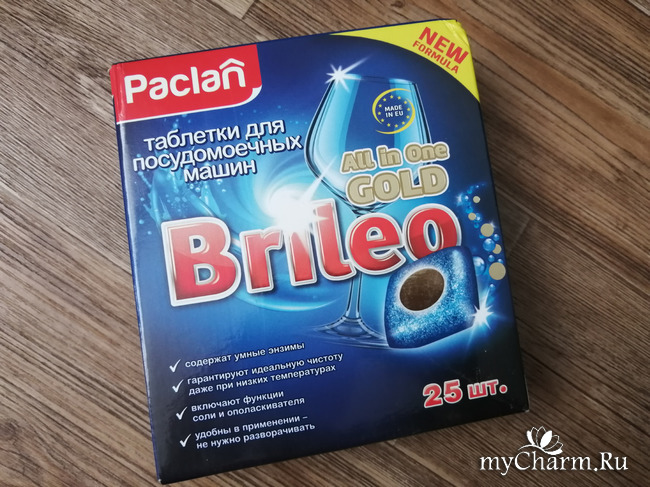 Paclan
NEW
FORMULA
таблетки для
посудомоечных
машин
MADE
IN EU
All in One
GOLD
Brileo
содержат умные энзимы
гарантируют идеальную чистоту
даже при низких температурах
включают функции
соли и ополаскивателя
удобны в применении –
не нужно разворачивать
25 шт.
myCharm.Ru